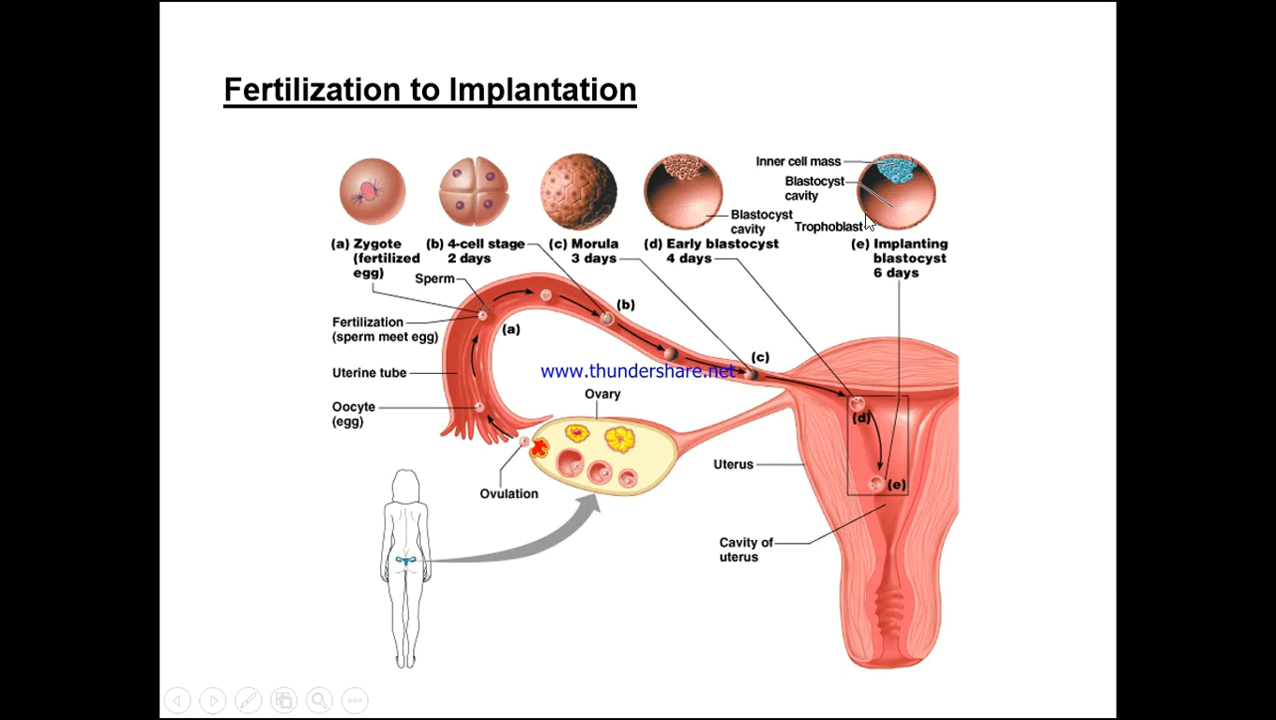 Fertilization to Implantation
Inner cell mass
Blastocyst
cavity
Trophoblast
Blastocyst
cavity
(a) Zygote
(fertilized
egg)
(b) 4-cell stage
2 days
(c) Morula
3 days
(d) Early blastocyst
4 days
(e) Implanting
blastocyst
6 days
Sperm
Fertilization
(sperm meet egg)
(a)
(b)
(c)
Uterine tube
www.thundershare.net
Oocyte
(egg)
Ovary
(d)
Ovulation
Uterus
(e)
Cavity of
uterus